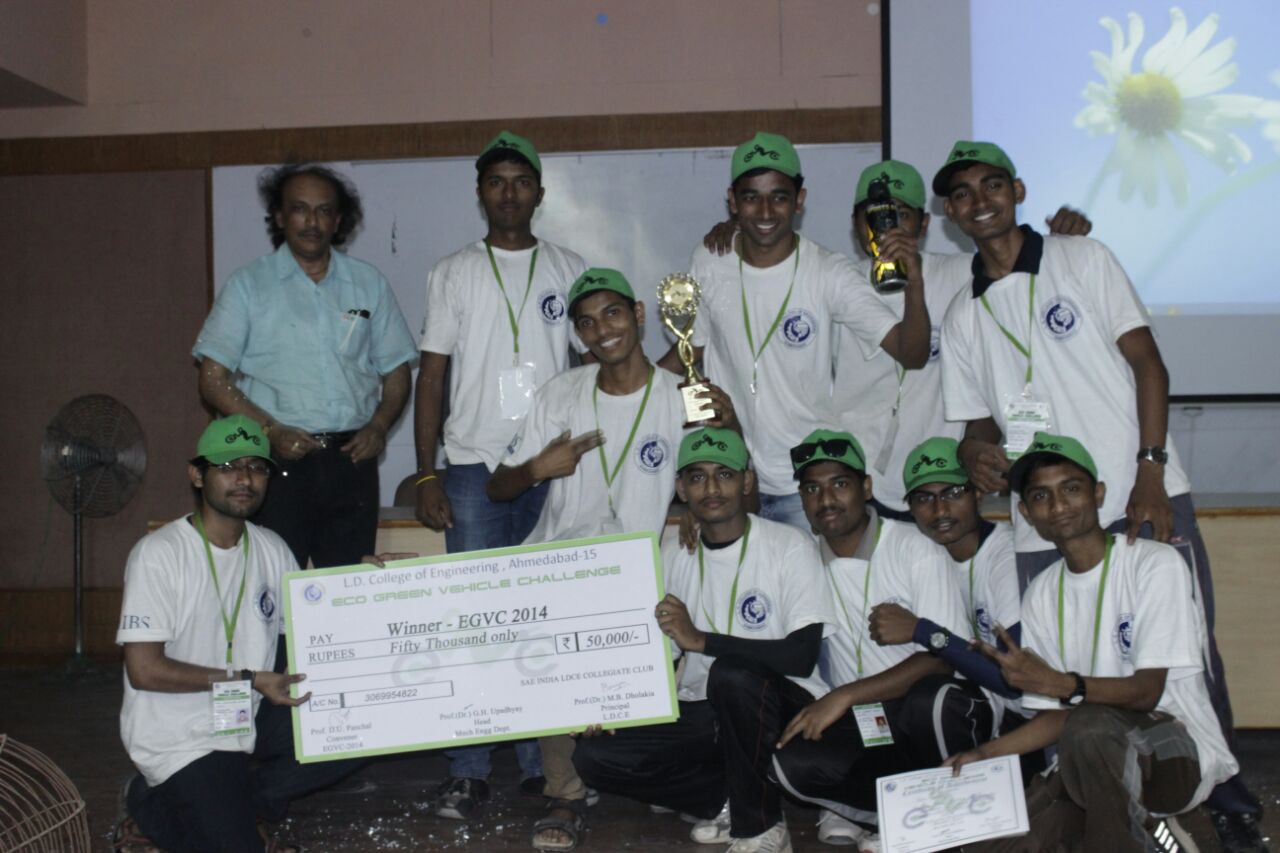 L.D. College of Engineering , Ahmedabad-15
ECO GREEN VEHICLE CHALLENGE
PAY Winner - EGVC 2014
RUPEES Fifty Thousand only ₹ 50,000/-
SAE INDIA LDCE COLLEGIATE CLUB
A/C No. 3069954822
Prof. D.U. Panchal
Convener
EGVC-2014
Prof.(Dr.) G.H. Upadhyay
Head
Mech Engg Dept.
Prof.(Dr.) M.B. Dholakia
Principal
L.D.C.E
IBS